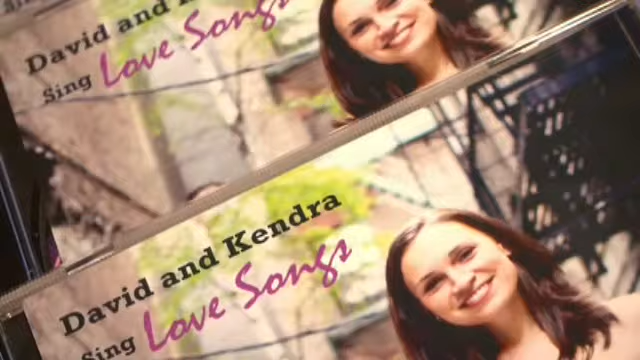 David and
Sing Love Songs
David and Kendra
Sing Love Songs